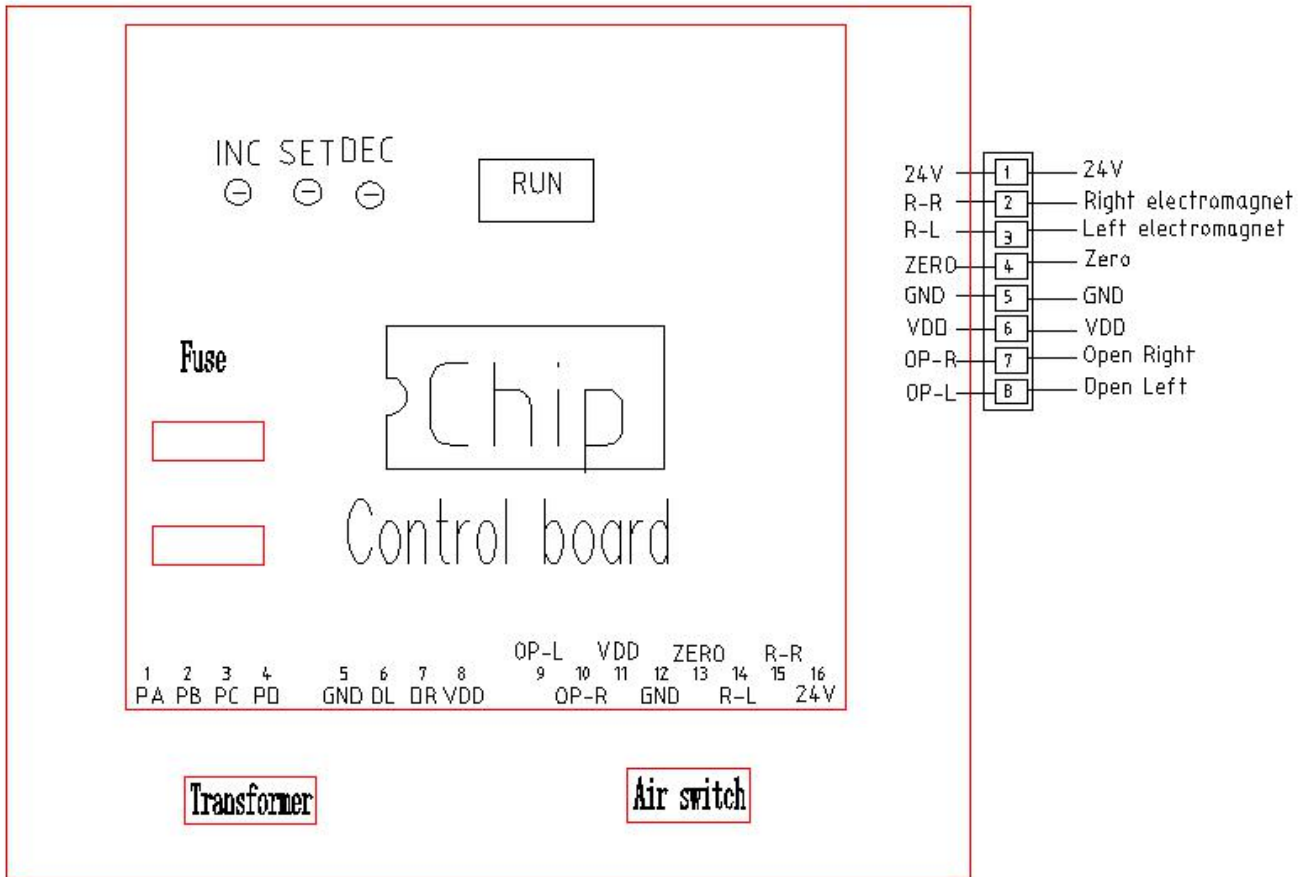 INC SET DEC
RUN
24V 1 24V
R-R 2 Right electromagnet
R-L 3 Left electromagnet
ZERO 4 Zero
GND 5 GND
VDD 6 VDD
OP-R 7 Open Right
OP-L 8 Open Left
Fuse
Chip
Control board
OP-L VDD ZERO R-R
1 2 3 4 5 6 7 8 9 10 11 12 13 14 15 16
PA PB PC PD GND DL DR VDD OP-R GND R-L 24V
Transformer
Air switch